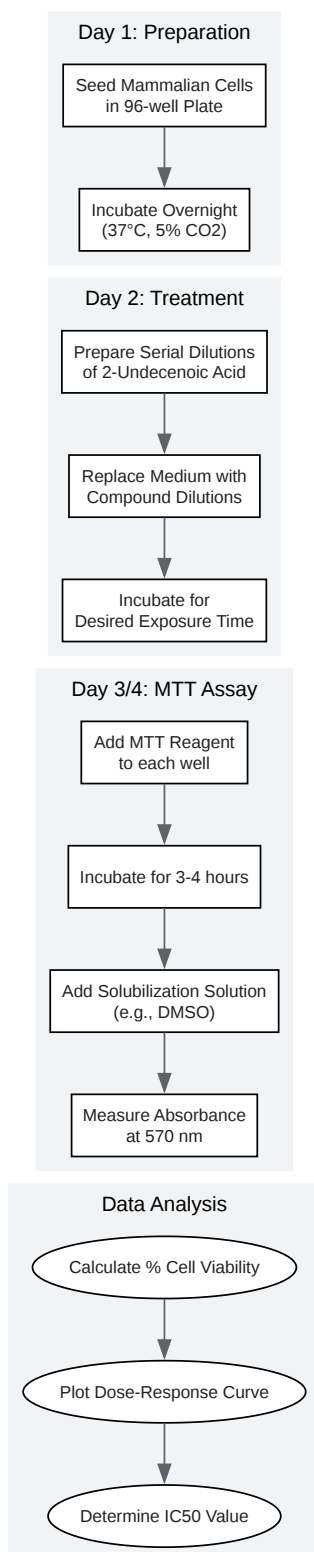 Day 1: Preparation
Seed Mammalian Cells
in 96-well Plate
Incubate Overnight
(37°C, 5% CO2)
Day 2: Treatment
Prepare Serial Dilutions
of 2-Undecenoic Acid
Replace Medium with
Compound Dilutions
Incubate for
Desired Exposure Time
Day 3/4: MTT Assay
Add MTT Reagent
to each well
Incubate for 3-4 hours
Add Solubilization Solution
(e.g., DMSO)
Measure Absorbance
at 570 nm
Data Analysis
Calculate % Cell Viability
Plot Dose-Response Curve
Determine IC50 Value